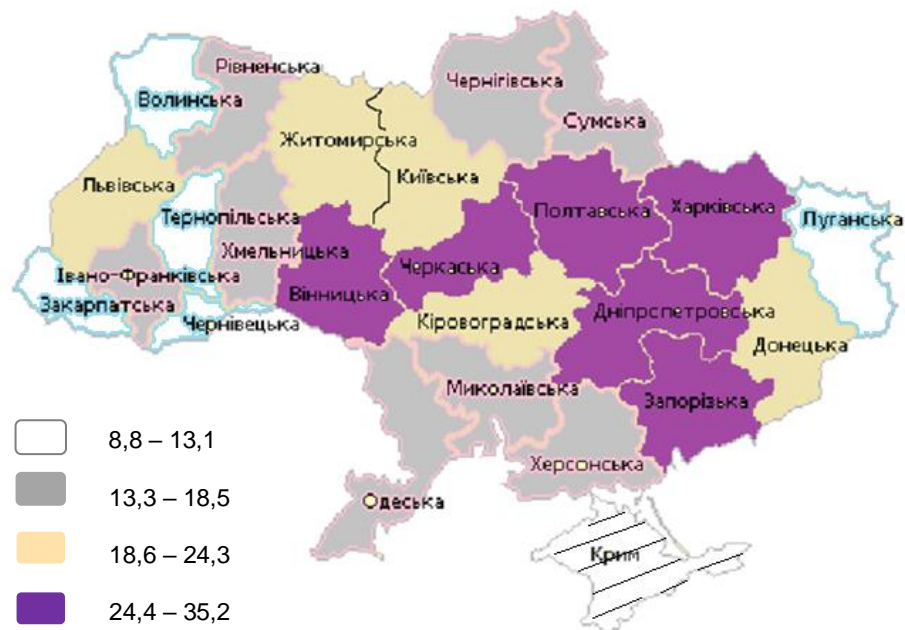 Рівненська
Волинська
Чернігівська
Сумська
Житомирська
Київська
Львівська
Тернопільська
Хмельницька
Полтавська
Харківська
Луганська
Черкаська
Івано-Франківська
Вінницька
Закарпатська
Чернівецька
Кіровоградська
Дніпрспетровська
Донецька
Миколаївська
Запорізька
Херсонська
Одеська
Крим
8,8 – 13,1
13,3 – 18,5
18,6 – 24,3
24,4 – 35,2